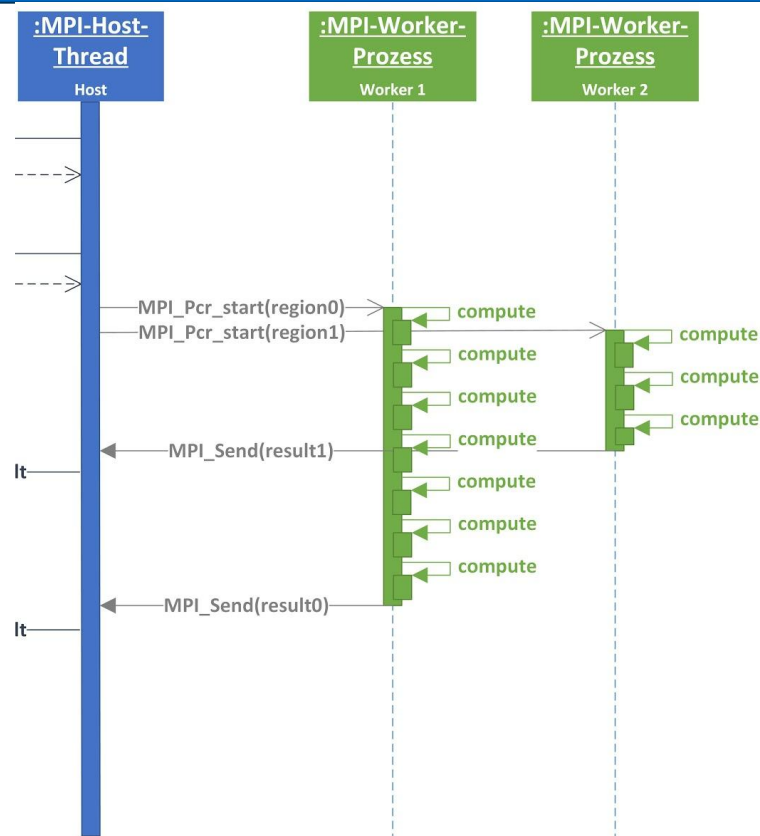 :MPI-Host-
Thread
Host
:MPI-Worker-
Prozess
Worker 1
:MPI-Worker-
Prozess
Worker 2
MPI_Pcr_start(region0)
compute
MPI_Pcr_start(region1)
compute
compute
compute
compute
compute
compute
MPI_Send(result1)
lt
compute
compute
compute
MPI_Send(result0)
lt